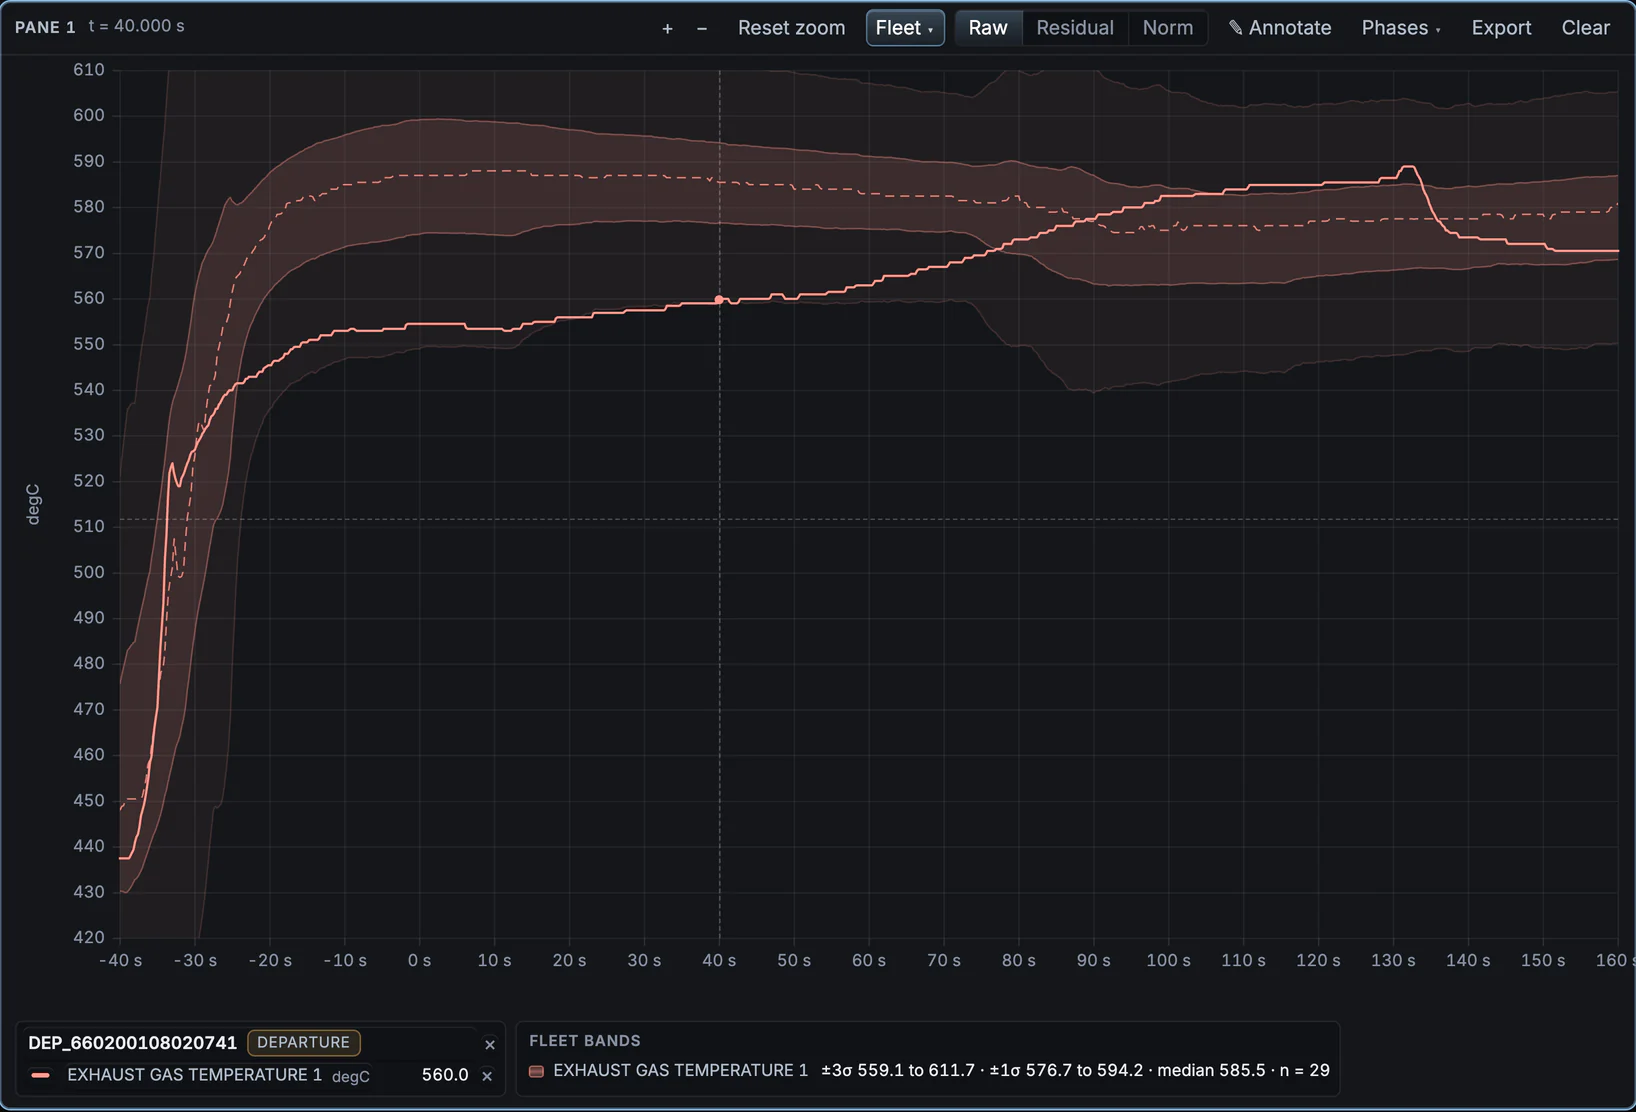 PANE 1 t = 40.000 s + − Reset zoom Fleet ▾ Raw Residual Norm ✎ Annotate Phases ▾ Export Clear
610
600
590
580
570
560
550
540
530
520
510
500
490
480
470
460
450
440
430
420
degC
-40 s -30 s -20 s -10 s 0 s 10 s 20 s 30 s 40 s 50 s 60 s 70 s 80 s 90 s 100 s 110 s 120 s 130 s 140 s 150 s 160 s
DEP_660200108020741 DEPARTURE ×
EXHAUST GAS TEMPERATURE 1 degC 560.0 ×
FLEET BANDS
EXHAUST GAS TEMPERATURE 1 ±3σ 559.1 to 611.7 · ±1σ 576.7 to 594.2 · median 585.5 · n = 29